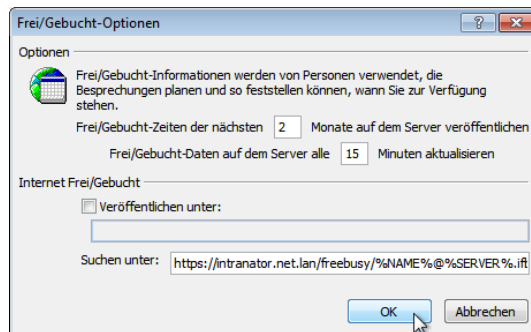 Frei/Gebucht-Optionen
Optionen
Frei/Gebucht-Informationen werden von Personen verwendet, die
Besprechungen planen und so feststellen können, wann Sie zur Verfügung
stehen.
Frei/Gebucht-Zeiten der nächsten 2 Monate auf dem Server veröffentlichen
Frei/Gebucht-Daten auf dem Server alle 15 Minuten aktualisieren
Internet Frei/Gebucht
Veröffentlichen unter:
Suchen unter: https://intranator.net.lan/freebusy/%NAME%@%SERVER%.ift
OK Abbrechen